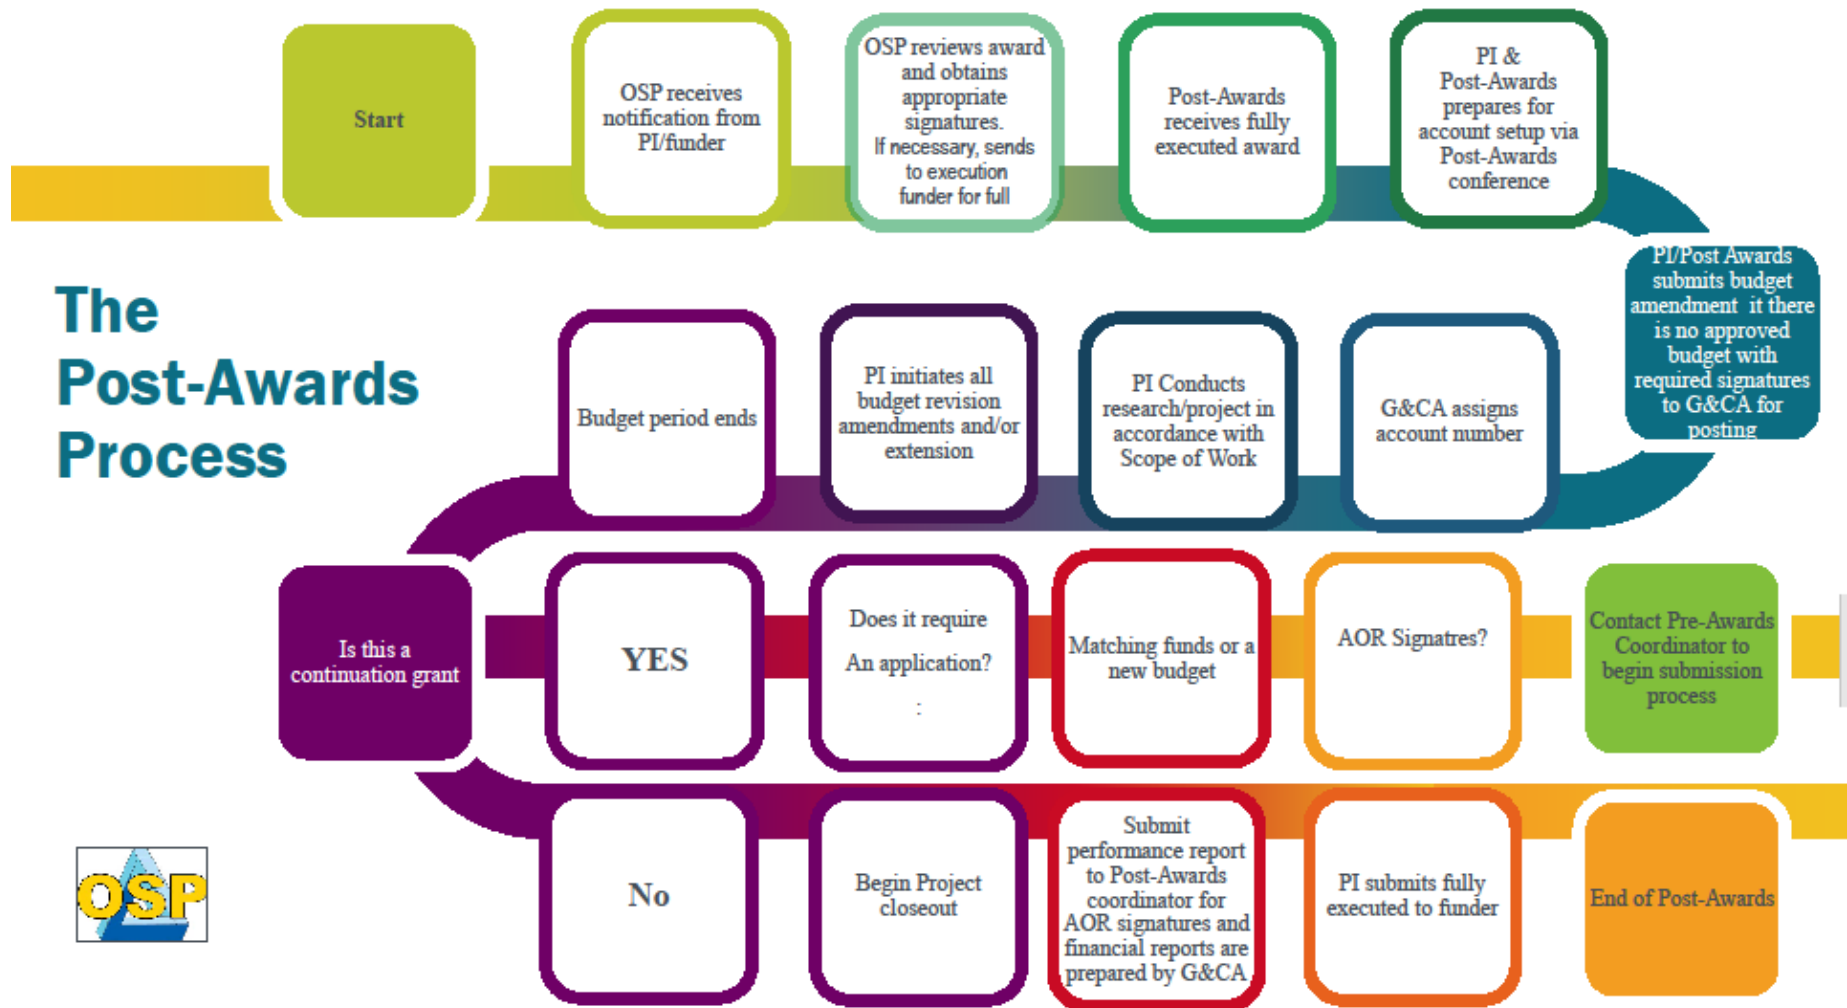 Start
OSP receives
notification from
PI/funder
OSP reviews award
and obtains
appropriate
signatures.
If necessary, sends
to execution
funder for full
Post-Awards
receives fully
executed award
PI &
Post-Awards
prepares for
account setup via
Post-Awards
conference
PI/Post Awards
submits budget
amendment it there
is no approved
budget with
required signatures
to G&CA for
posting
The
Post-Awards
Process
Budget period ends
PI initiates all
budget revision
amendments and/or
extension
PI Conducts
research/project in
accordance with
Scope of Work
G&CA assigns
account number
Is this a
continuation grant
YES
Does it require
An application?
:
Matching funds or a
new budget
AOR Signatres?
Contact Pre-Awards
Coordinator to
begin submission
process
No
Begin Project
closeout
Submit
performance report
to Post-Awards
coordinator for
AOR signatures and
financial reports are
prepared by G&CA
PI submits fully
executed to funder
End of Post-Awards
OSP